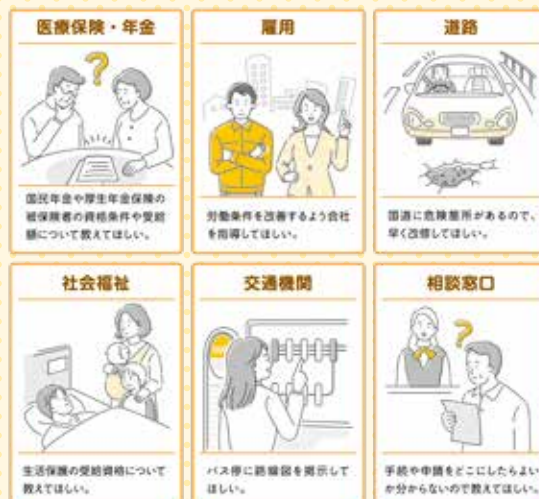 医療保険・年金
国民年金や厚生年金保険の
被保険者の資格条件や受給
額について教えてほしい。
雇用
労働条件を改善するよう会社
を指導してほしい。
道路
国道に危険箇所があるので、
早く改修してほしい。
社会福祉
生活保護の受給資格について
教えてほしい。
交通機関
バス停に路線図を掲示して
ほしい。
相談窓口
手続や申請をどこにしたらよい
か分からないので教えてほしい。